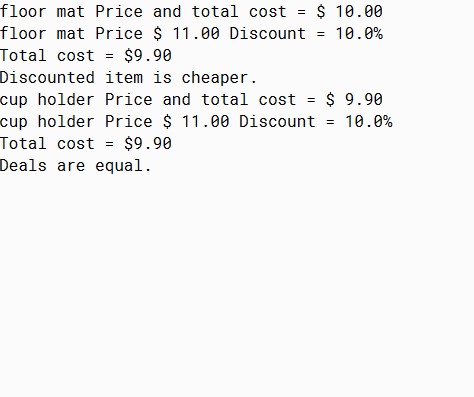 floor mat Price and total cost = $ 10.00
floor mat Price $ 11.00 Discount = 10.0%
Total cost = $9.90
Discounted item is cheaper.
cup holder Price and total cost = $ 9.90
cup holder Price $ 11.00 Discount = 10.0%
Total cost = $9.90
Deals are equal.